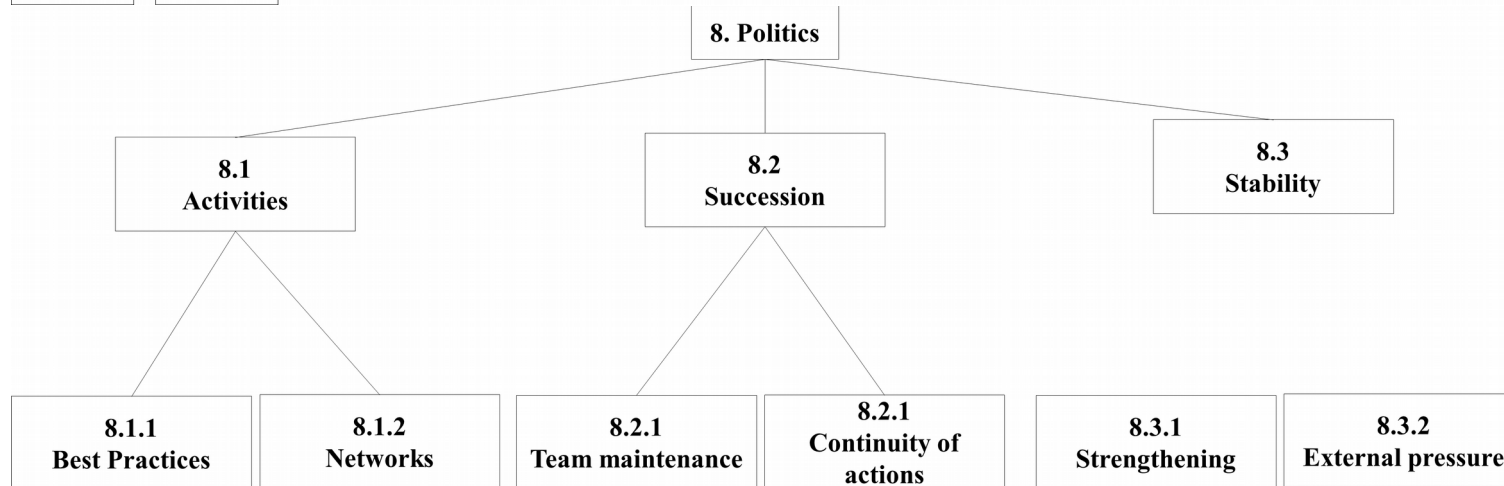 8. Politics
8.1
Activities
8.2
Succession
8.3
Stability
8.1.1
Best Practices
8.1.2
Networks
8.2.1
Team maintenance
8.2.1
Continuity of
actions
8.3.1
Strengthening
8.3.2
External pressure